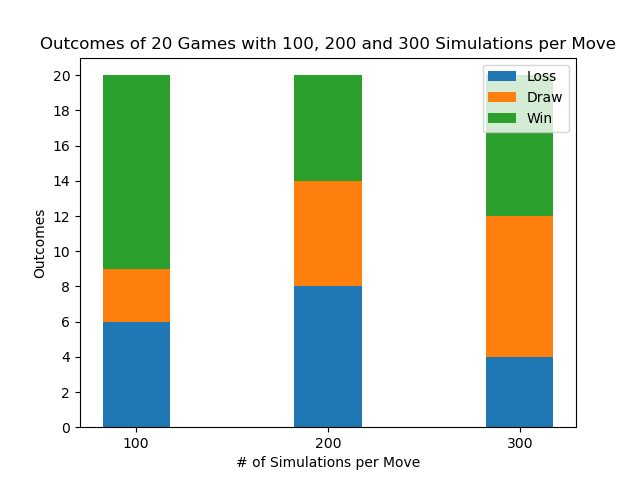 Outcomes of 20 Games with 100, 200 and 300 Simulations per Move
Loss
Draw
Win
Outcomes
20
18
16
14
12
10
8
6
4
2
0
100
200
300
# of Simulations per Move